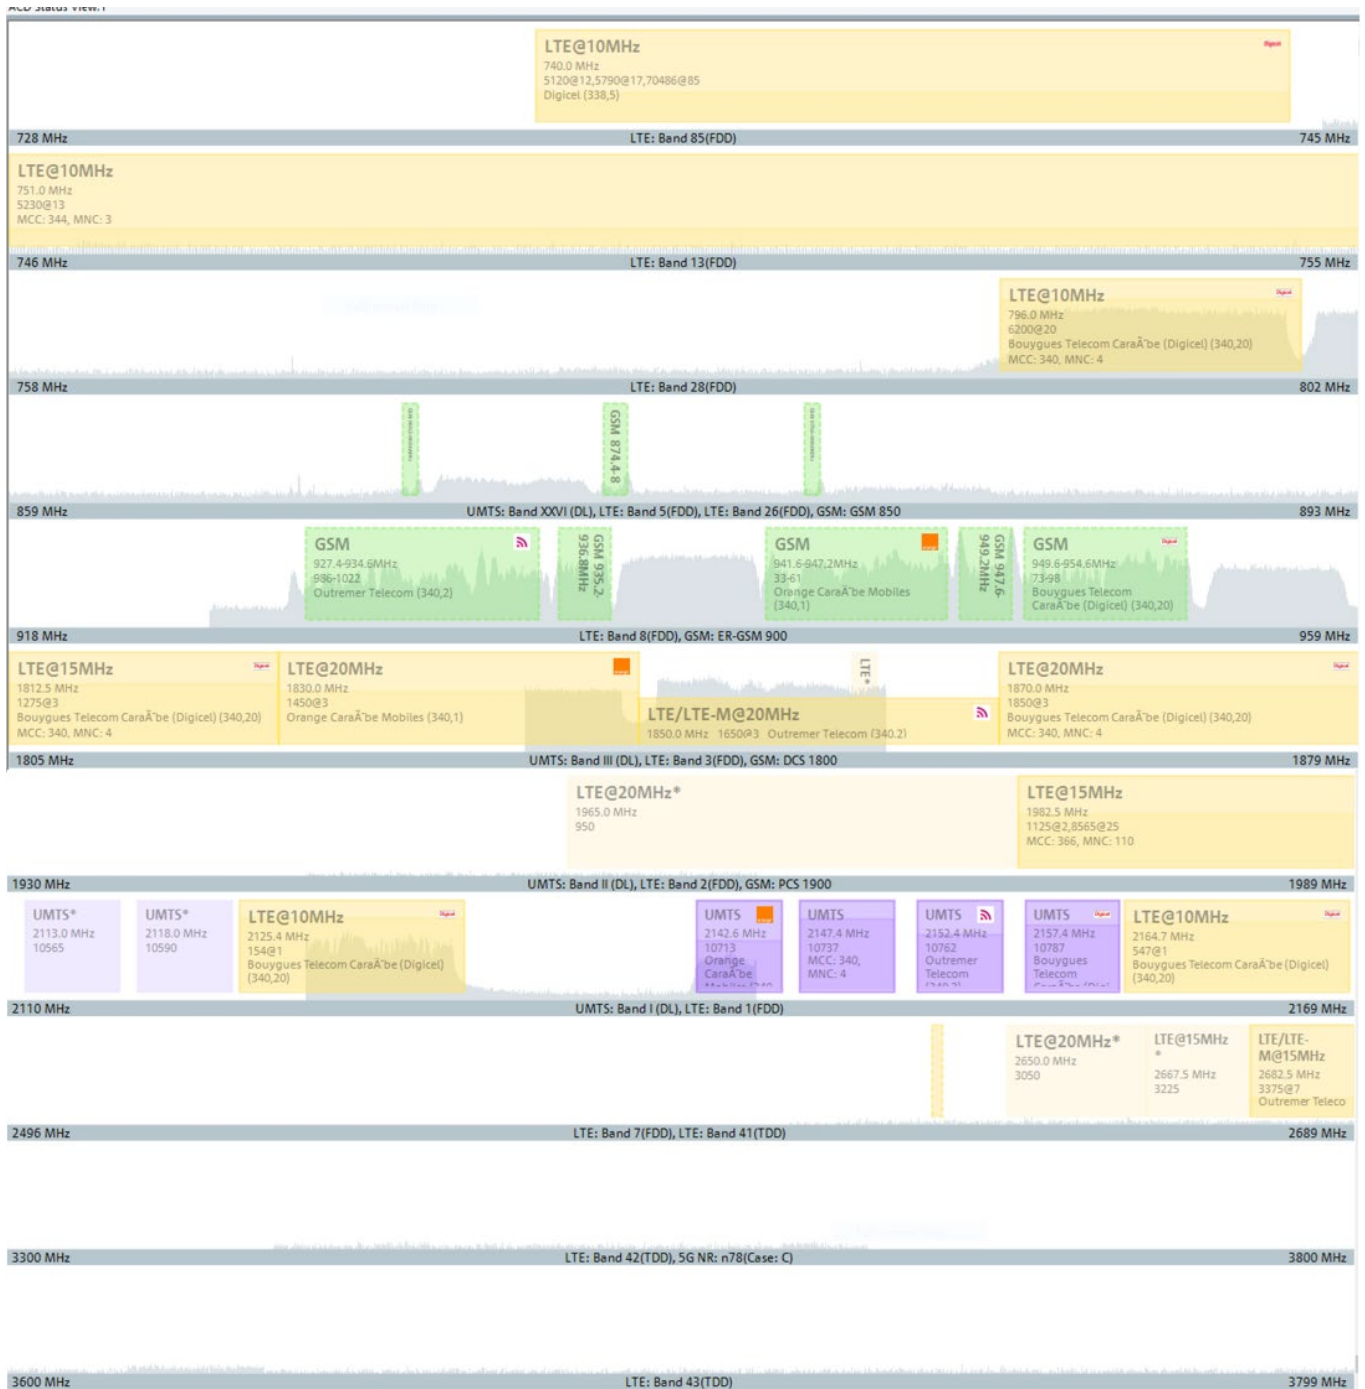 ACD Status View:1
LTE@10MHz
740.0 MHz
5120@12,5790@17,70486@85
Digicel (338,5)
Digicel
728 MHz
LTE: Band 85(FDD)
745 MHz
LTE@10MHz
751.0 MHz
5230@13
MCC: 344, MNC: 3
746 MHz
LTE: Band 13(FDD)
755 MHz
LTE@10MHz
Digicel
796.0 MHz
6200@20
Bouygues Telecom CaraÃ¯be (Digicel) (340,20)
MCC: 340, MNC: 4
758 MHz
LTE: Band 28(FDD)
802 MHz
GSM 874.4-8
859 MHz
UMTS: Band XXVI (DL), LTE: Band 5(FDD), LTE: Band 26(FDD), GSM: GSM 850
893 MHz
GSM
927.4-934.6MHz
986-1022
Outremer Telecom (340,2)
GSM 935.2-
936.8MHz
GSM
941.6-947.2MHz
33-61
Orange CaraÃ¯be Mobiles
(340,1)
GSM 947.6-
949.2MHz
GSM
Digicel
949.6-954.6MHz
73-98
Bouygues Telecom
CaraÃ¯be (Digicel) (340,20)
918 MHz
LTE: Band 8(FDD), GSM: ER-GSM 900
959 MHz
LTE@15MHz
Digicel
1812.5 MHz
1275@3
Bouygues Telecom CaraÃ¯be (Digicel) (340,20)
MCC: 340, MNC: 4
LTE@20MHz
1830.0 MHz
1450@3
Orange CaraÃ¯be Mobiles (340,1)
LTE/LTE-M@20MHz
1850.0 MHz 1650@3 Outremer Telecom (340,2)
LTE*
LTE@20MHz
Digicel
1870.0 MHz
1850@3
Bouygues Telecom CaraÃ¯be (Digicel) (340,20)
MCC: 340, MNC: 4
1805 MHz
UMTS: Band III (DL), LTE: Band 3(FDD), GSM: DCS 1800
1879 MHz
LTE@20MHz*
1965.0 MHz
950
LTE@15MHz
1982.5 MHz
1125@2,8565@25
MCC: 366, MNC: 110
1930 MHz
UMTS: Band II (DL), LTE: Band 2(FDD), GSM: PCS 1900
1989 MHz
UMTS*
2113.0 MHz
10565
UMTS*
2118.0 MHz
10590
LTE@10MHz
Digicel
2125.4 MHz
154@1
Bouygues Telecom CaraÃ¯be (Digicel)
(340,20)
UMTS
2142.6 MHz
10713
Orange
CaraÃ¯be
Mobiles (340
UMTS
2147.4 MHz
10737
MCC: 340,
MNC: 4
UMTS
2152.4 MHz
10762
Outremer
Telecom
(340,2)
UMTS
Digicel
2157.4 MHz
10787
Bouygues
Telecom
CaraÃ¯be (Digi
LTE@10MHz
Digicel
2164.7 MHz
547@1
Bouygues Telecom CaraÃ¯be (Digicel)
(340,20)
2110 MHz
UMTS: Band I (DL), LTE: Band 1(FDD)
2169 MHz
LTE@20MHz*
2650.0 MHz
3050
LTE@15MHz
*
2667.5 MHz
3225
LTE/LTE-
M@15MHz
2682.5 MHz
3375@7
Outremer Teleco
2496 MHz
LTE: Band 7(FDD), LTE: Band 41(TDD)
2689 MHz
3300 MHz
LTE: Band 42(TDD), 5G NR: n78(Case: C)
3800 MHz
3600 MHz
LTE: Band 43(TDD)
3799 MHz